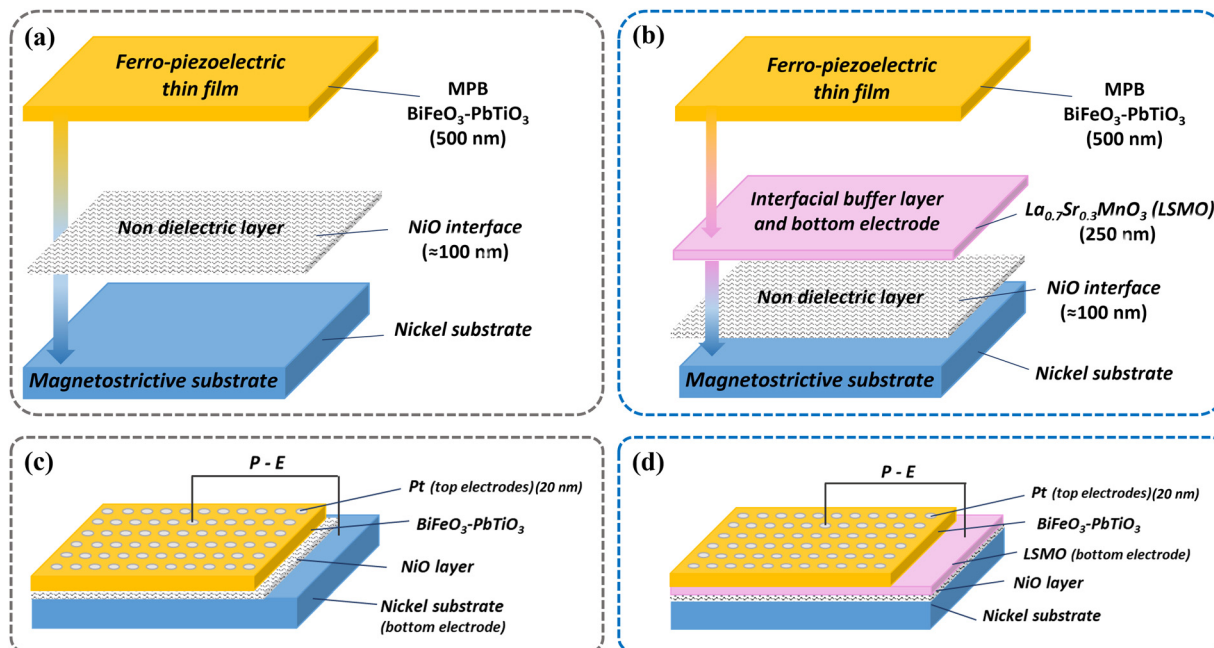 (a)
Ferro-piezoelectric
thin film
MPB
BiFeO₃-PbTiO₃
(500 nm)
Non dielectric layer
NiO interface
(≈100 nm)
Nickel substrate
Magnetostrictive substrate
(b)
Ferro-piezoelectric
thin film
MPB
BiFeO₃-PbTiO₃
(500 nm)
Interfacial buffer layer
and bottom electrode
La₀.₇Sr₀.₃MnO₃ (LSMO)
(250 nm)
Non dielectric layer
NiO interface
(≈100 nm)
Magnetostrictive substrate
Nickel substrate
(c)
P - E
Pt (top electrodes)(20 nm)
BiFeO₃-PbTiO₃
NiO layer
Nickel substrate
(bottom electrode)
(d)
P - E
Pt (top electrodes)(20 nm)
BiFeO₃-PbTiO₃
LSMO (bottom electrode)
NiO layer
Nickel substrate